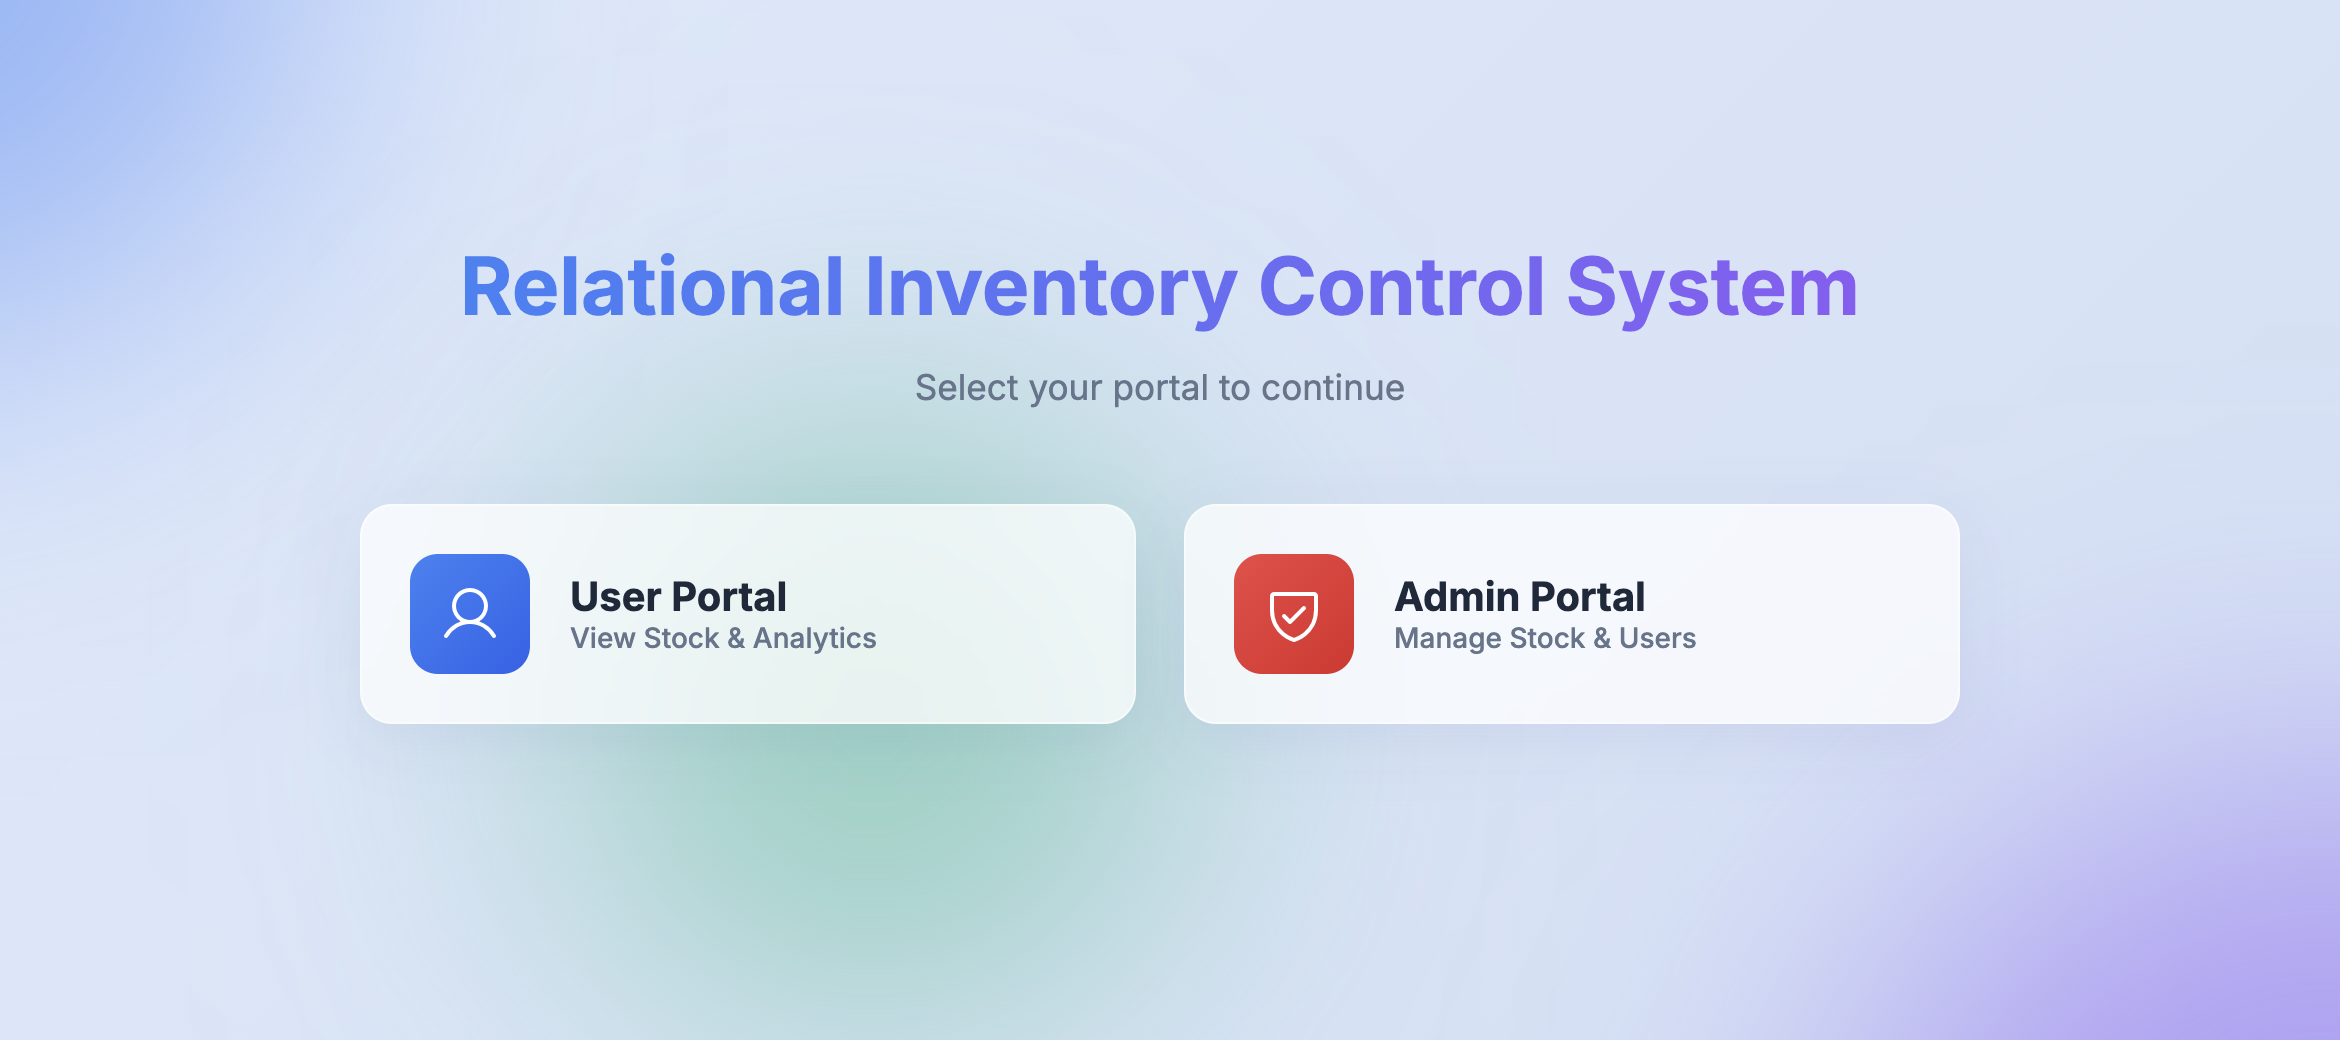 Relational Inventory Control System
Select your portal to continue
User Portal
View Stock & Analytics
Admin Portal
Manage Stock & Users